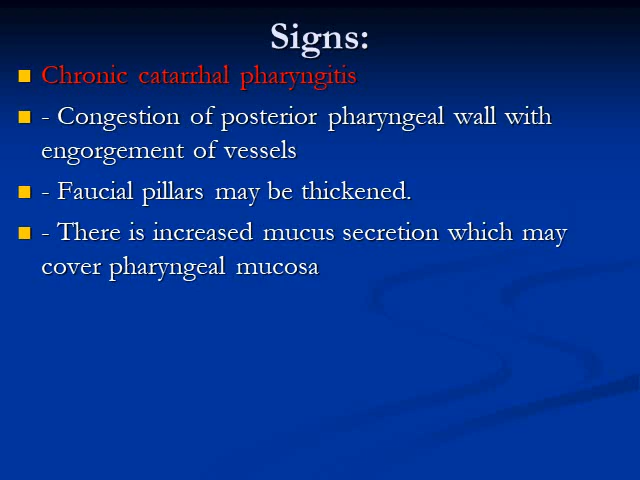 Signs:
Chronic catarrhal pharyngitis
- Congestion of posterior pharyngeal wall with
engorgement of vessels
- Faucial pillars may be thickened.
- There is increased mucus secretion which may
cover pharyngeal mucosa